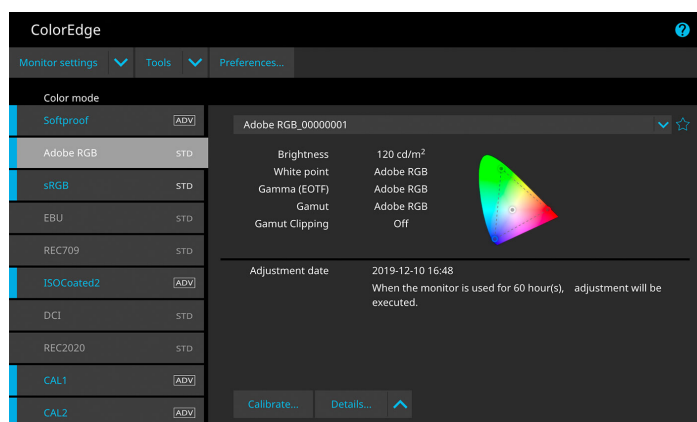 ColorEdge
?
Monitor settings Tools Preferences...
Color mode
Softproof ADV
Adobe RGB STD
sRGB STD
EBU STD
REC709 STD
ISOCoated2 ADV
DCI STD
REC2020 STD
CAL1 ADV
CAL2 ADV
Adobe RGB_00000001
Brightness 120 cd/m²
White point Adobe RGB
Gamma (EOTF) Adobe RGB
Gamut Adobe RGB
Gamut Clipping Off
Adjustment date 2019-12-10 16:48
When the monitor is used for 60 hour(s), adjustment will be
executed.
Calibrate... Details...